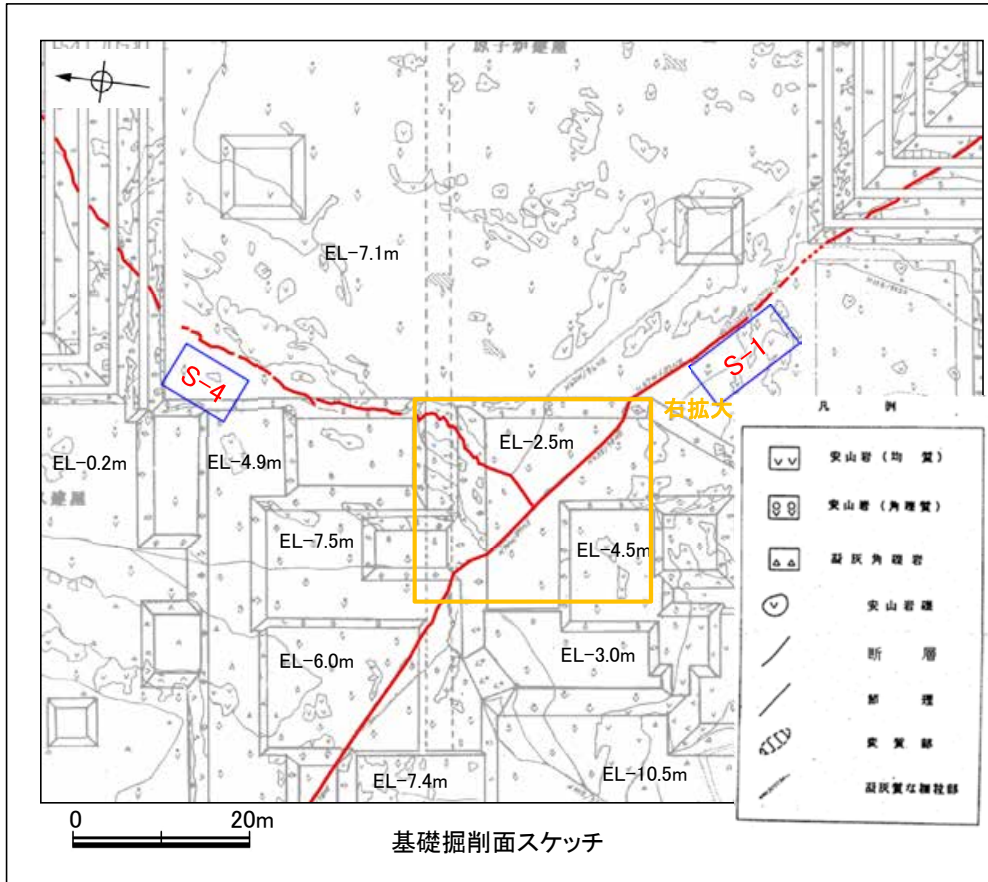 原子炉建屋
EL-7.1m
S-4
S-1
右拡大
EL-0.2m
EL-4.9m
EL-2.5m
EL-7.5m
EL-4.5m
EL-6.0m
EL-3.0m
EL-7.4m
EL-10.5m
凡 例
安山岩(均 質)
安山岩(角礫質)
凝灰角礫岩
安山岩礫
断 層
節 理
変 質 部
凝灰質な細粒部
0 20m
基礎掘削面スケッチ